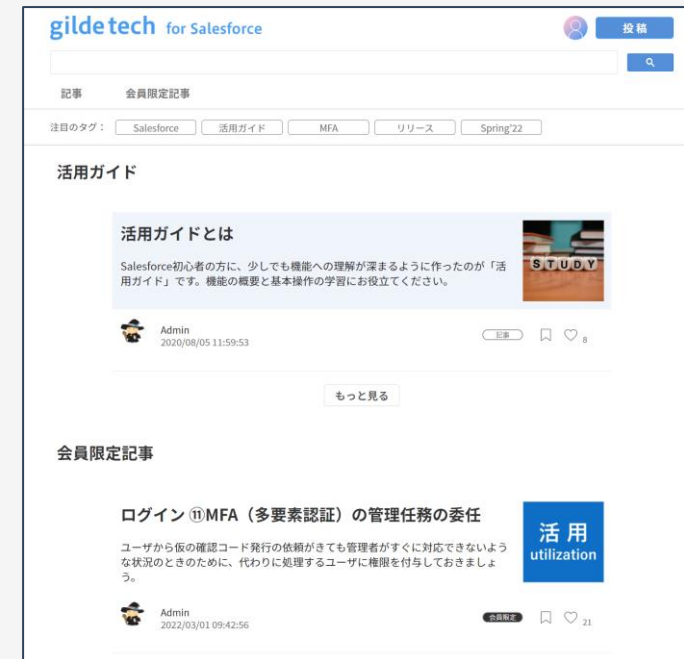 gilde tech for Salesforce
投稿
記事 会員限定記事
注目のタグ： Salesforce 活用ガイド MFA リリース Spring'22
活用ガイド
活用ガイドとは
Salesforce初心者の方に、少しでも機能への理解が深まるように作ったのが「活
用ガイド」です。機能の概要と基本操作の学習にお役立てください。
STUDY
Admin
2020/08/05 11:59:53
記事
8
もっと見る
会員限定記事
ログイン ⑪MFA（多要素認証）の管理任務の委任
ユーザから仮の確認コード発行の依頼がきても管理者がすぐに対応できないよう
な状況のときのために、代わりに処理するユーザに権限を付与しておきましょ
う。
活用
utilization
Admin
2022/03/01 09:42:56
会員限定
21